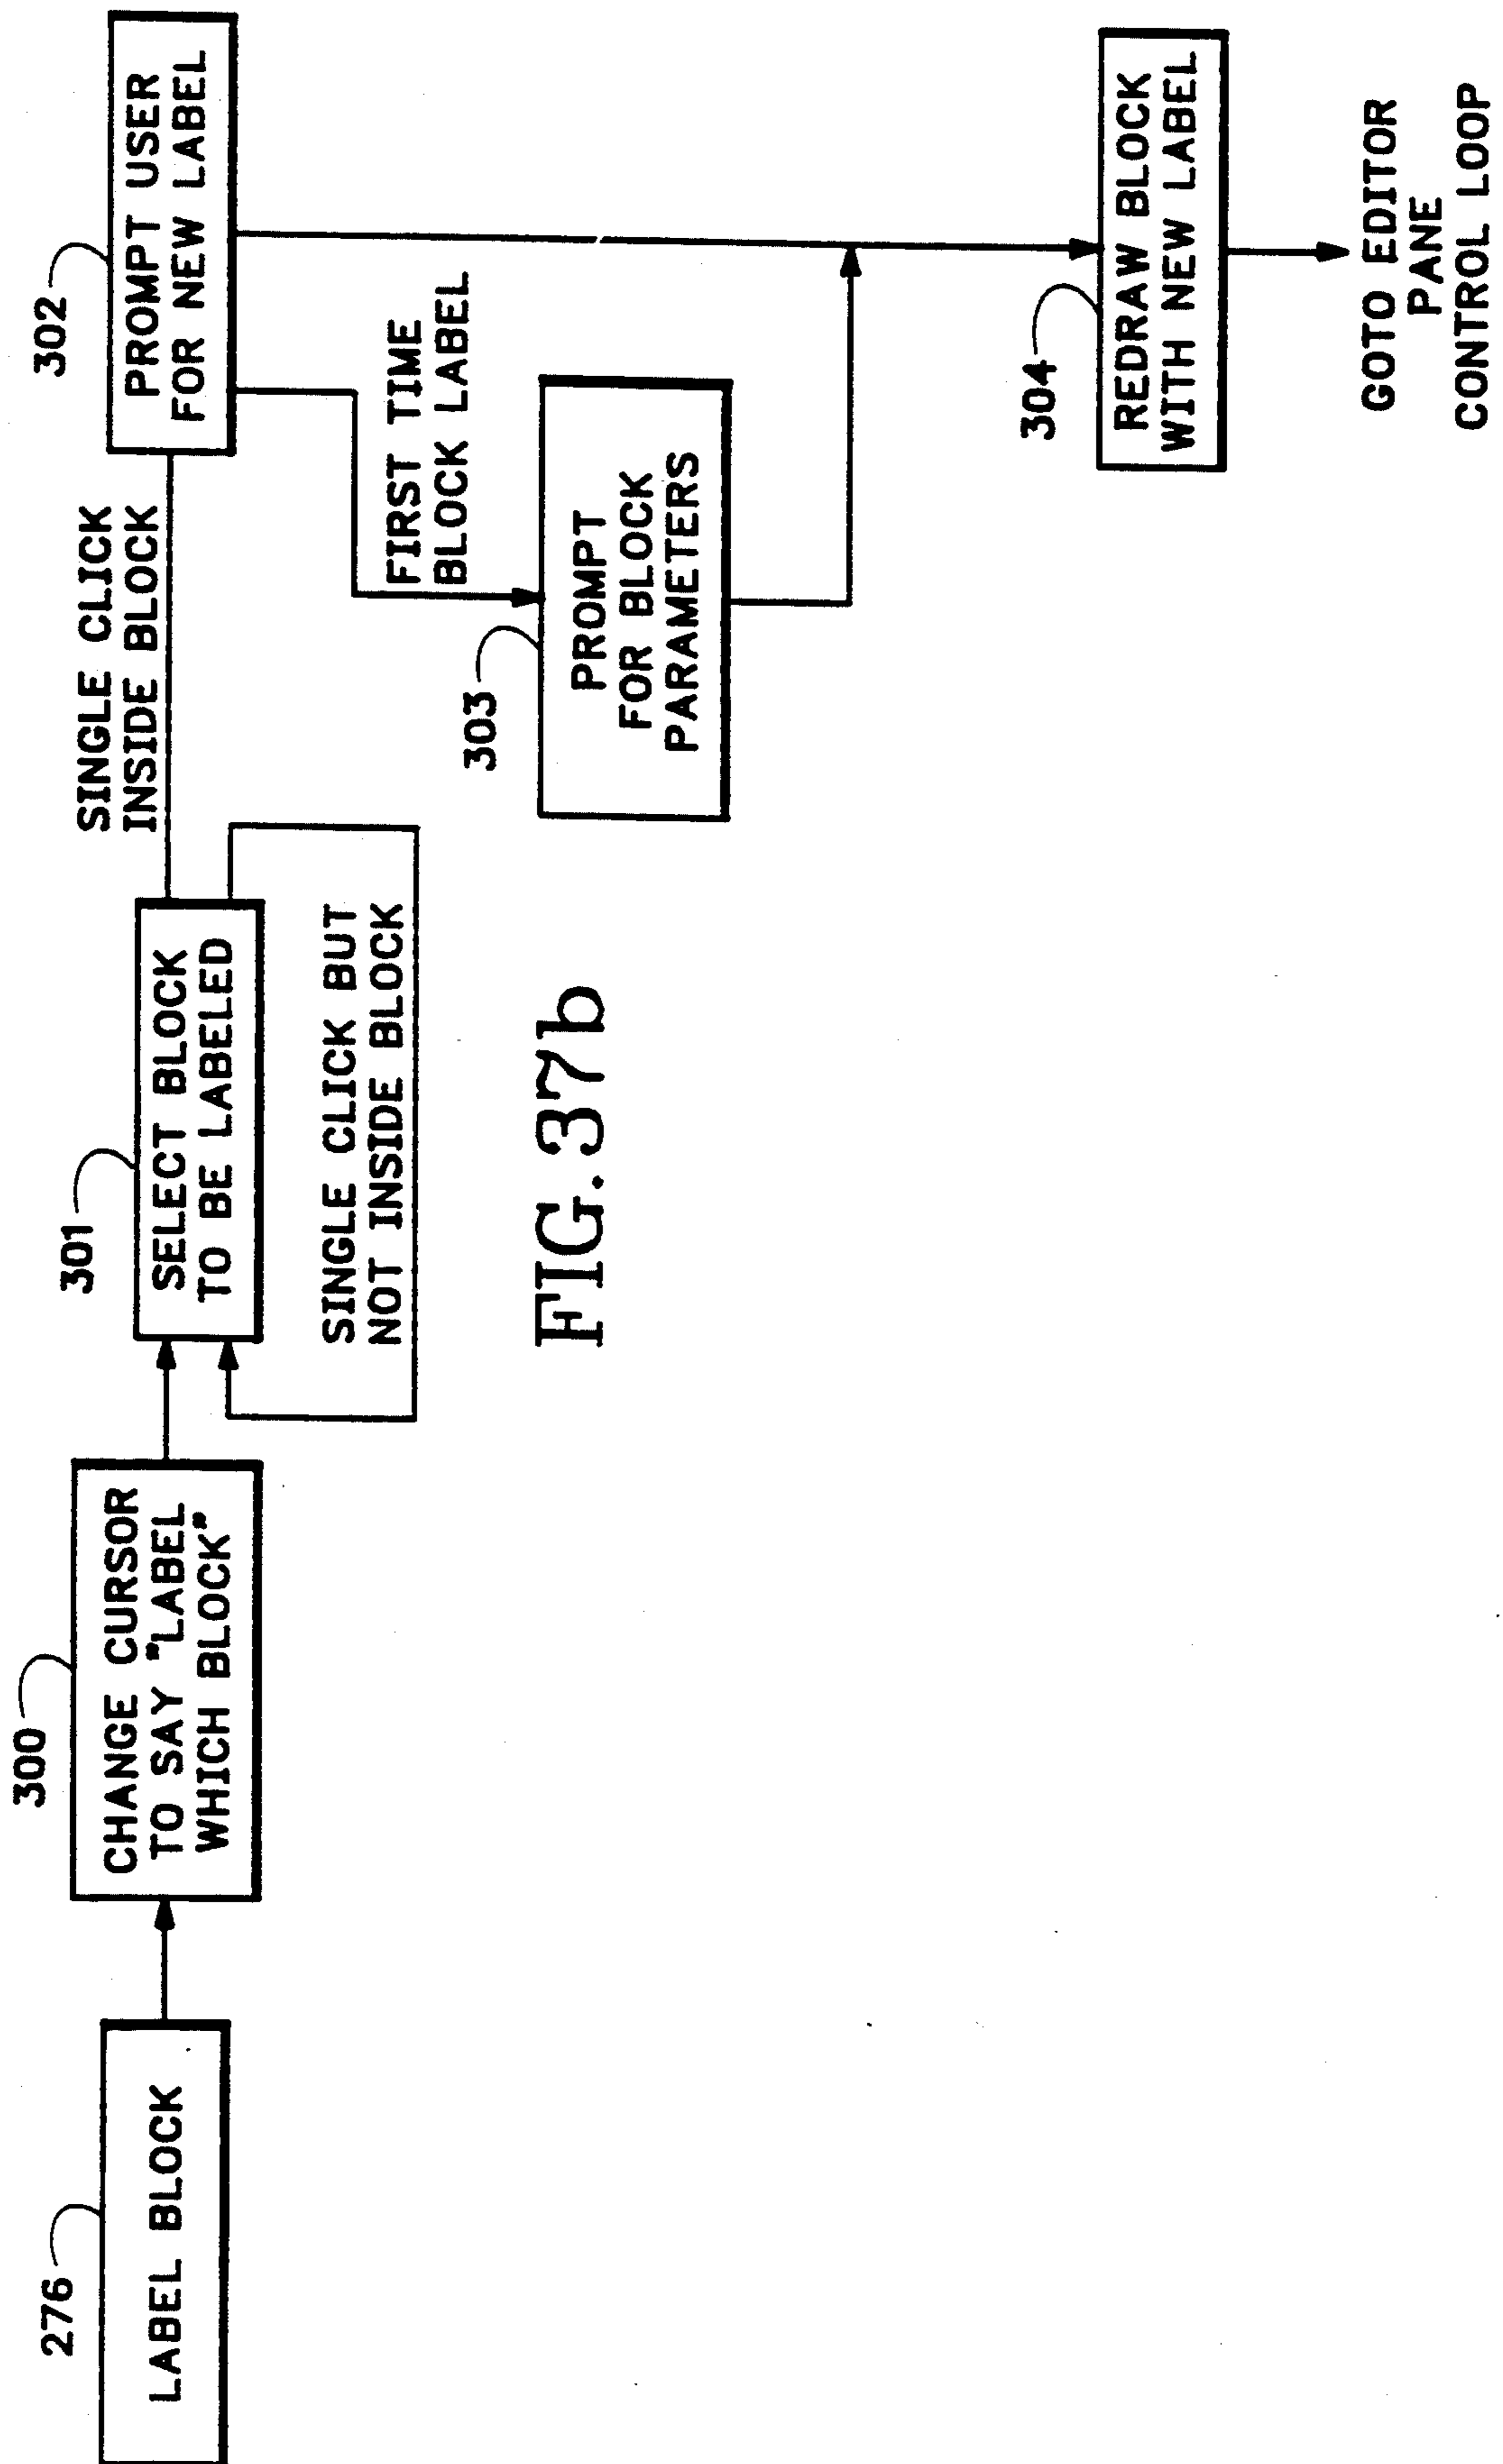 276
LABEL BLOCK
300
CHANGE CURSOR
TO SAY "LABEL
WHICH BLOCK"
301
SELECT BLOCK
TO BE LABELED
SINGLE CLICK BUT
NOT INSIDE BLOCK
SINGLE CLICK
INSIDE BLOCK
302
PROMPT USER
FOR NEW LABEL
FIRST TIME
BLOCK LABEL
303
PROMPT
FOR BLOCK
PARAMETERS
304
REDRAW BLOCK
WITH NEW LABEL
GOTO EDITOR
PANE
CONTROL LOOP
FIG.37b